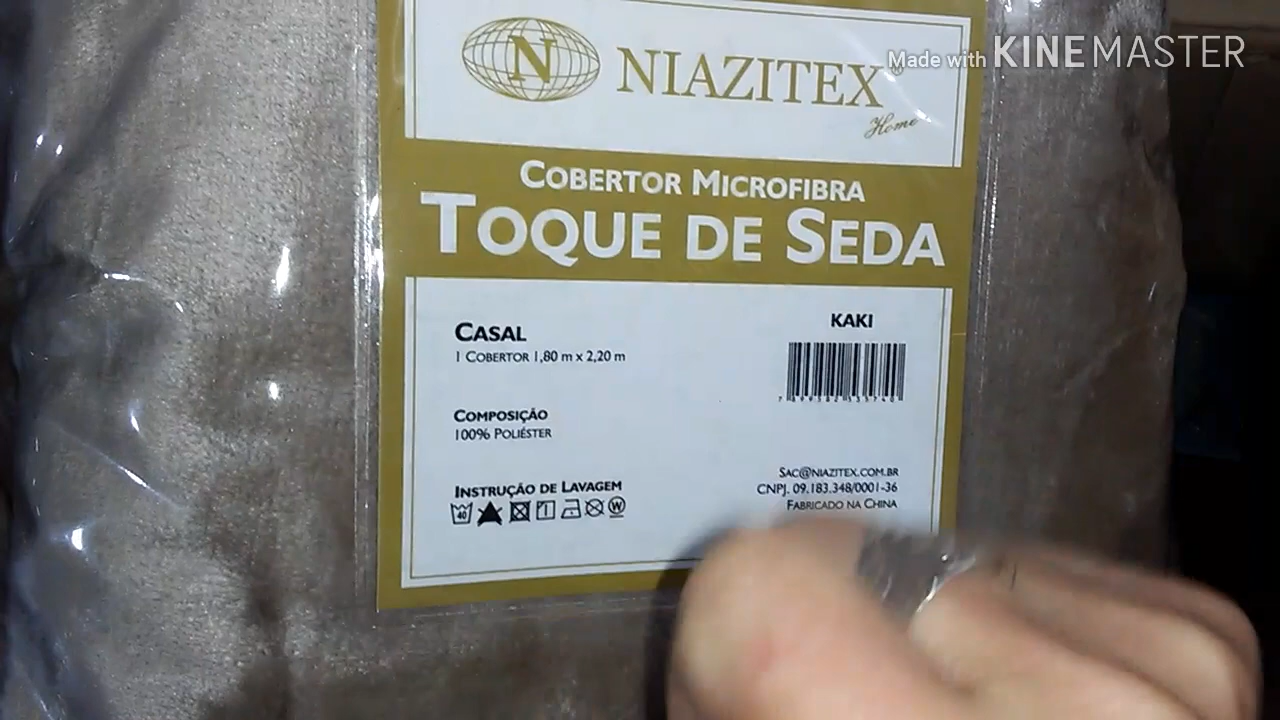 Made with KINEMASTER
N
NIAZITEX
Home
COBERTOR MICROFIBRA
TOQUE DE SEDA
CASAL
1 COBERTOR 1,80 m x 2,20 m
KAKI
COMPOSIÇÃO
100% POLIÉSTER
INSTRUÇÃO DE LAVAGEM
40
W
SAC@NIAZITEX.COM.BR
CNPJ. 09.183.348/0001-36
FABRICADO NA CHINA